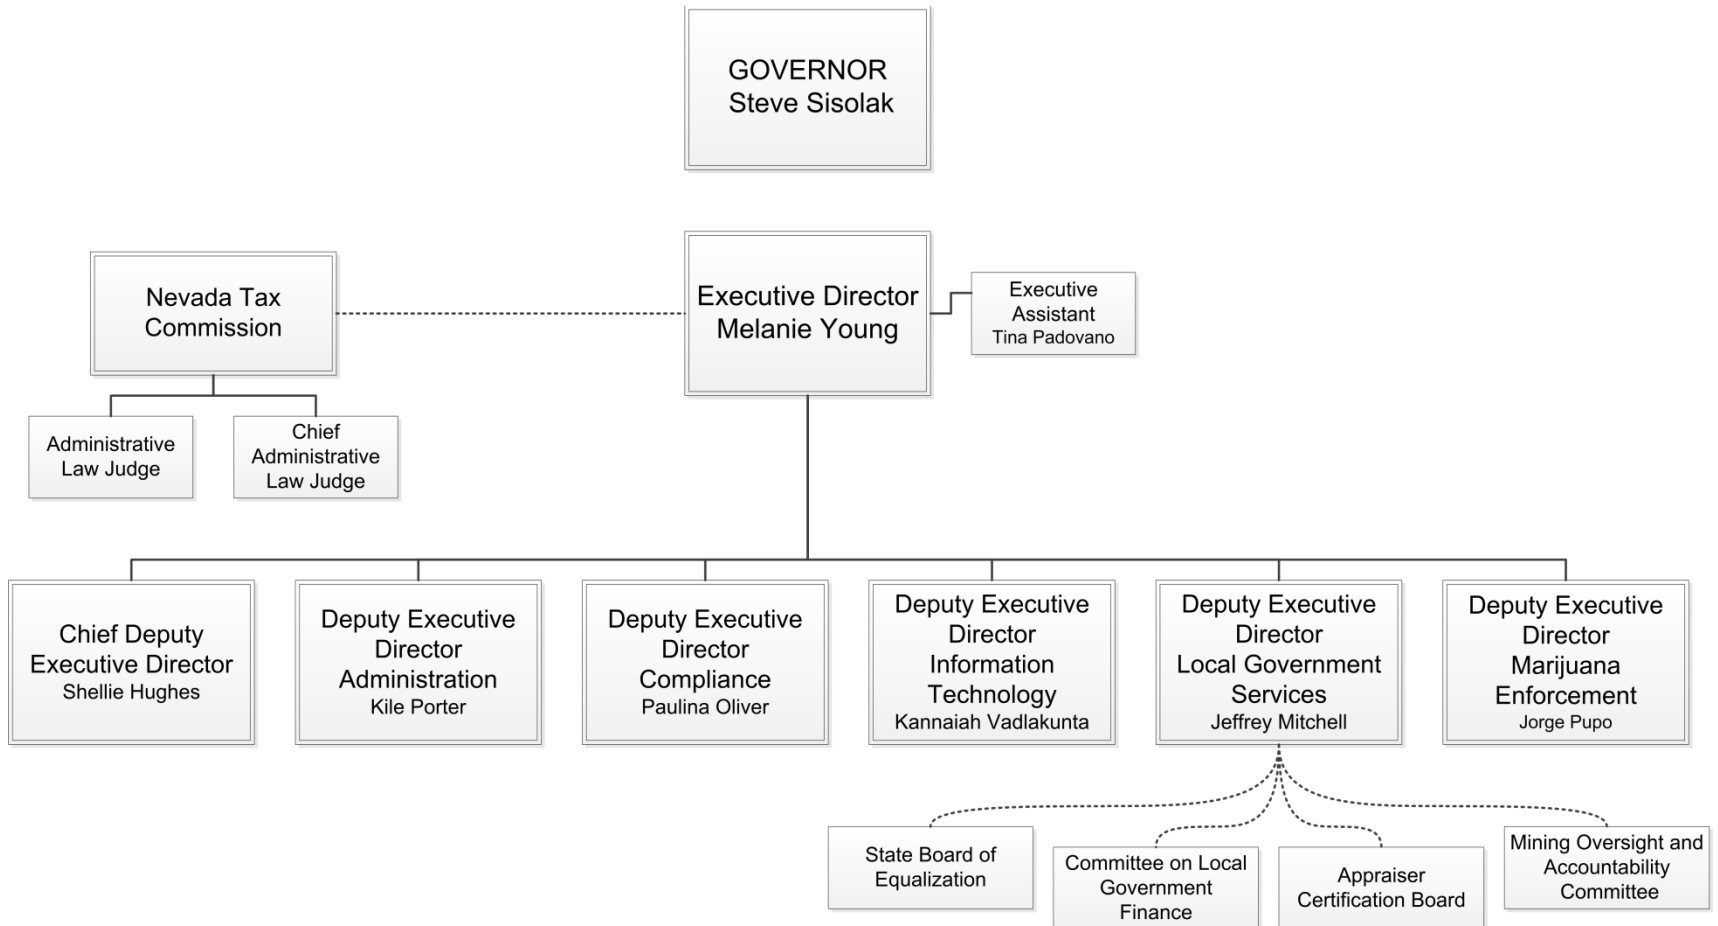 GOVERNOR
Steve Sisolak
Nevada Tax
Commission
Executive Director
Melanie Young
Executive
Assistant
Tina Padovano
Administrative
Law Judge
Chief
Administrative
Law Judge
Chief Deputy
Executive Director
Shellie Hughes
Deputy Executive
Director
Administration
Kile Porter
Deputy Executive
Director
Compliance
Paulina Oliver
Deputy Executive
Director
Information
Technology
Kannaiah Vadlakunta
Deputy Executive
Director
Local Government
Services
Jeffrey Mitchell
Deputy Executive
Director
Marijuana
Enforcement
Jorge Pupo
State Board of
Equalization
Committee on Local
Government
Finance
Appraiser
Certification Board
Mining Oversight and
Accountability
Committee